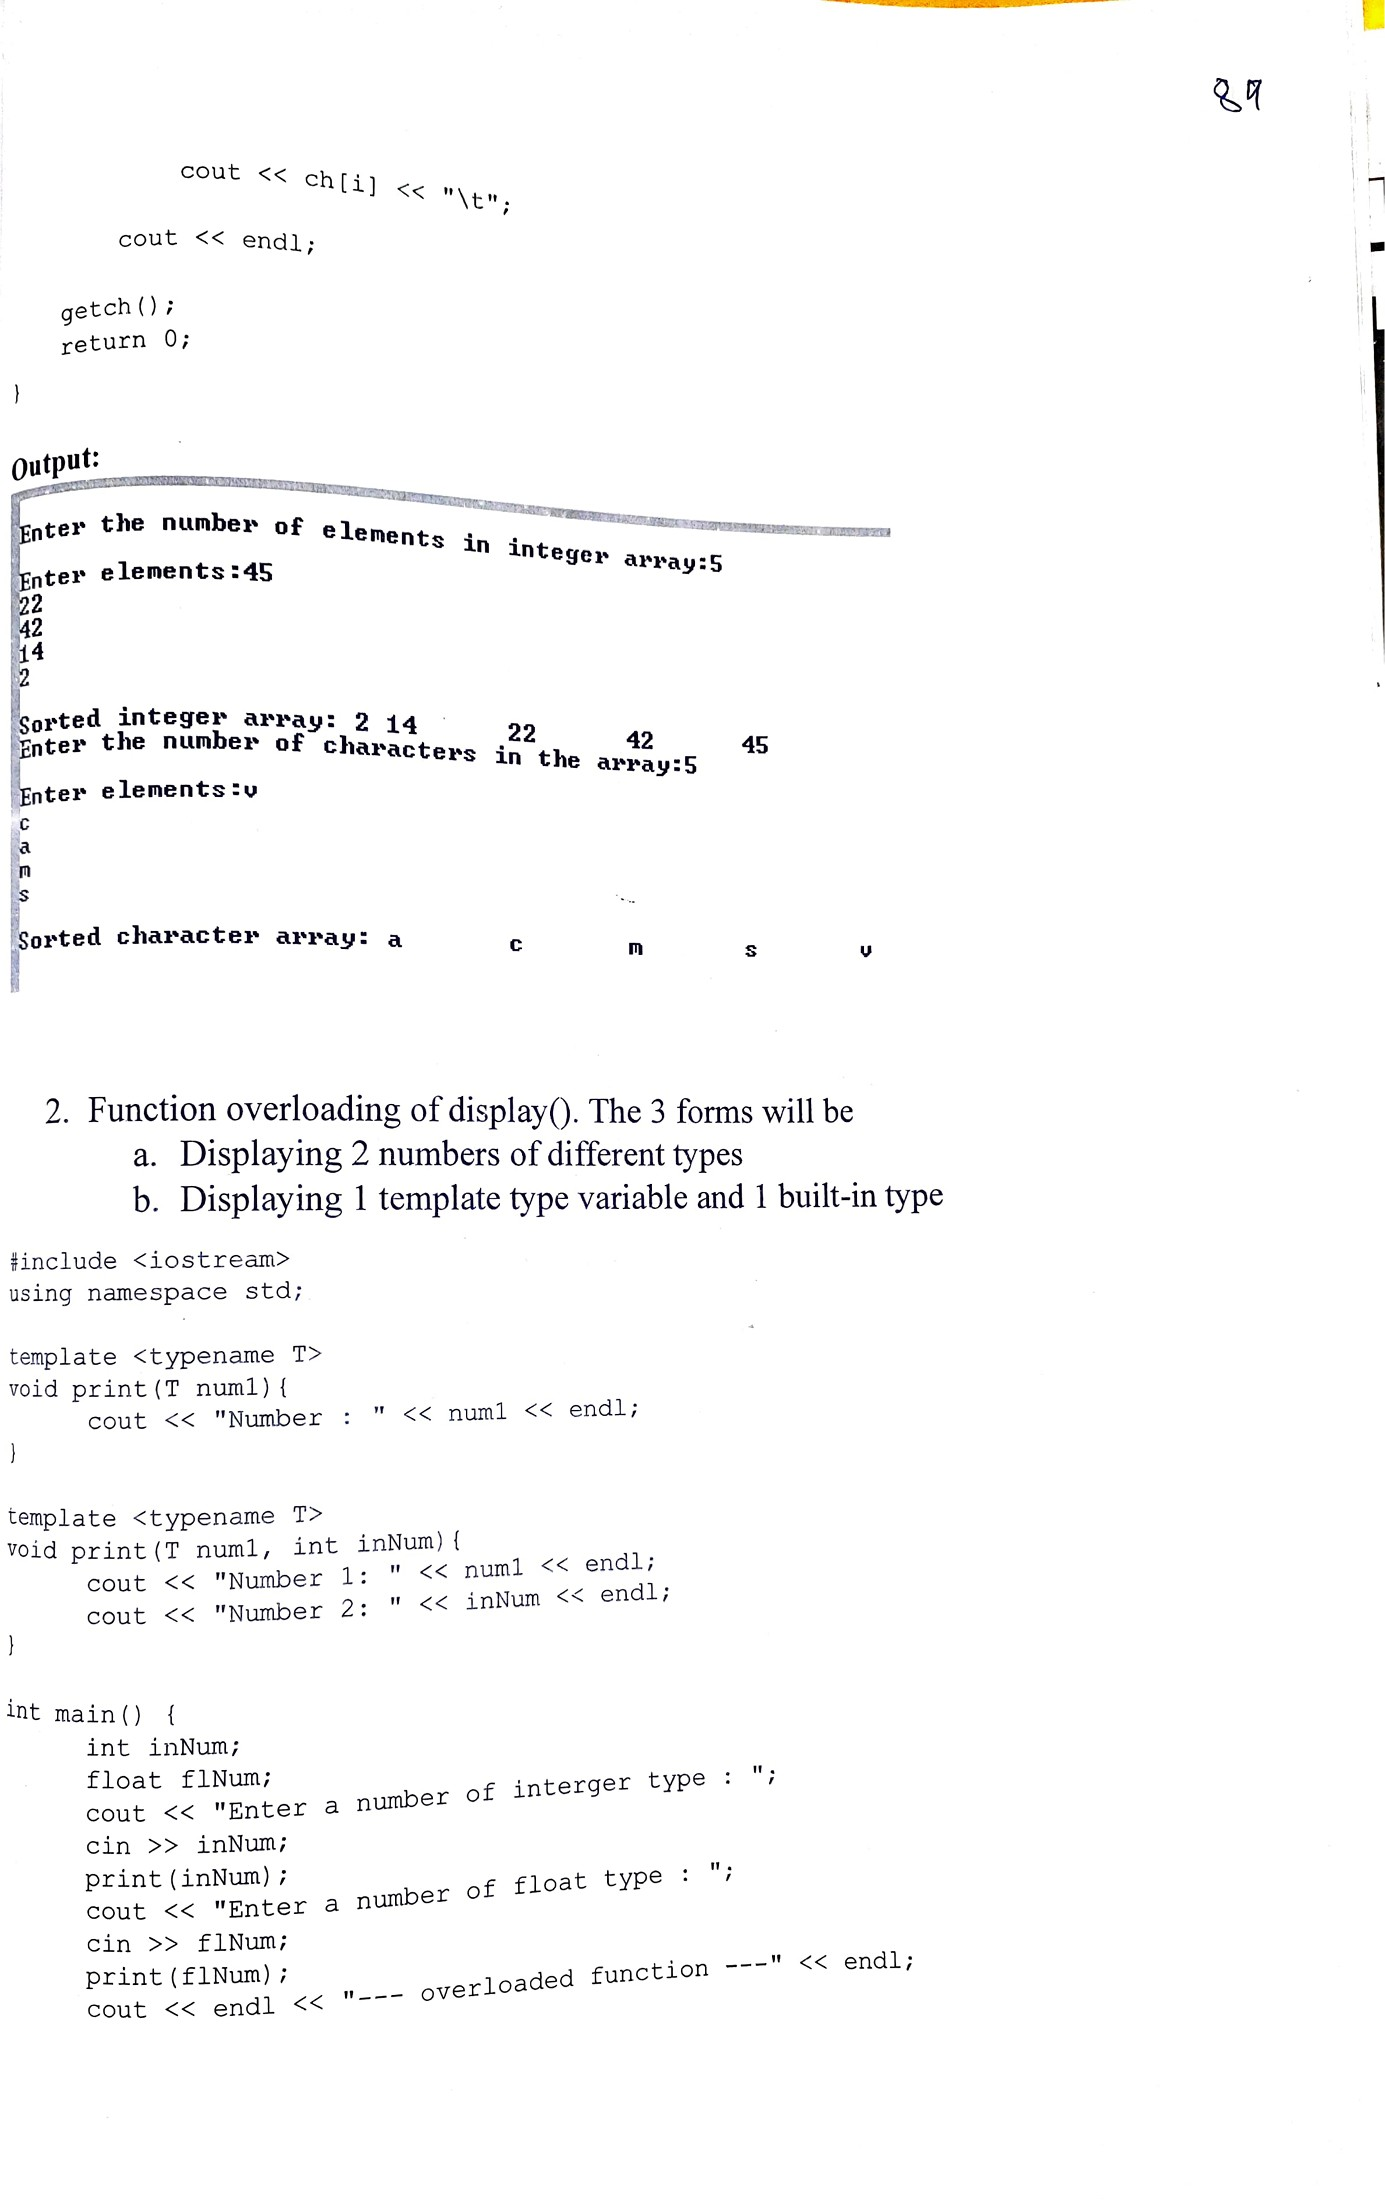 87
cout << ch[i] << "\t";
cout << endl;
getch();
return 0;
}
Output:
Enter the number of elements in integer array:5
Enter elements:45
22
42
14
2
Sorted integer array: 2 14 22 42 45
Enter the number of characters in the array:5
Enter elements:v
c
a
m
s
Sorted character array: a c m s v
2. Function overloading of display(). The 3 forms will be
a. Displaying 2 numbers of different types
b. Displaying 1 template type variable and 1 built-in type
#include <iostream>
using namespace std;
template <typename T>
void print(T num1){
cout << "Number : " << num1 << endl;
}
template <typename T>
void print(T num1, int inNum){
cout << "Number 1: " << num1 << endl;
cout << "Number 2: " << inNum << endl;
}
int main() {
int inNum;
float flNum;
cout << "Enter a number of interger type : ";
cin >> inNum;
print(inNum);
cout << "Enter a number of float type : ";
cin >> flNum;
print(flNum);
cout << endl << "--- overloaded function ---" << endl;